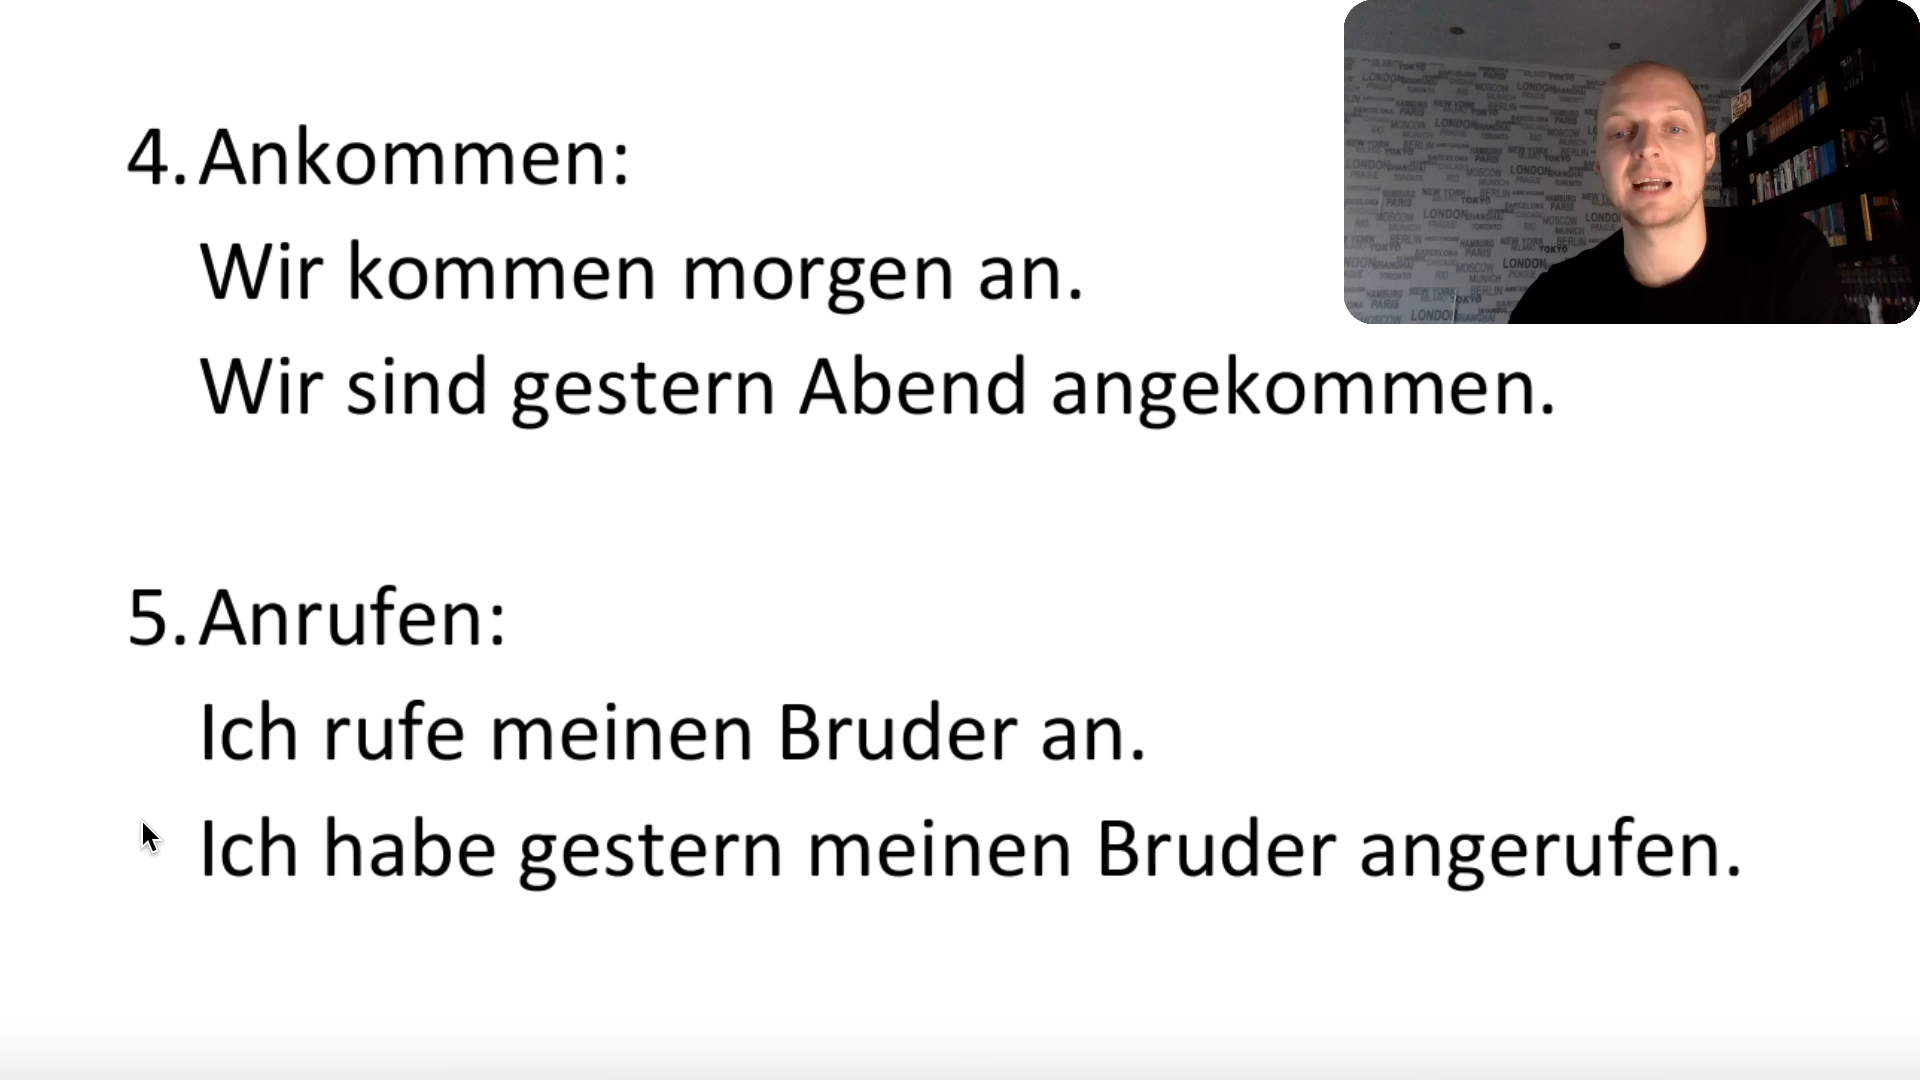 4. Ankommen:
Wir kommen morgen an.
Wir sind gestern Abend angekommen.
5. Anrufen:
Ich rufe meinen Bruder an.
Ich habe gestern meinen Bruder angerufen.